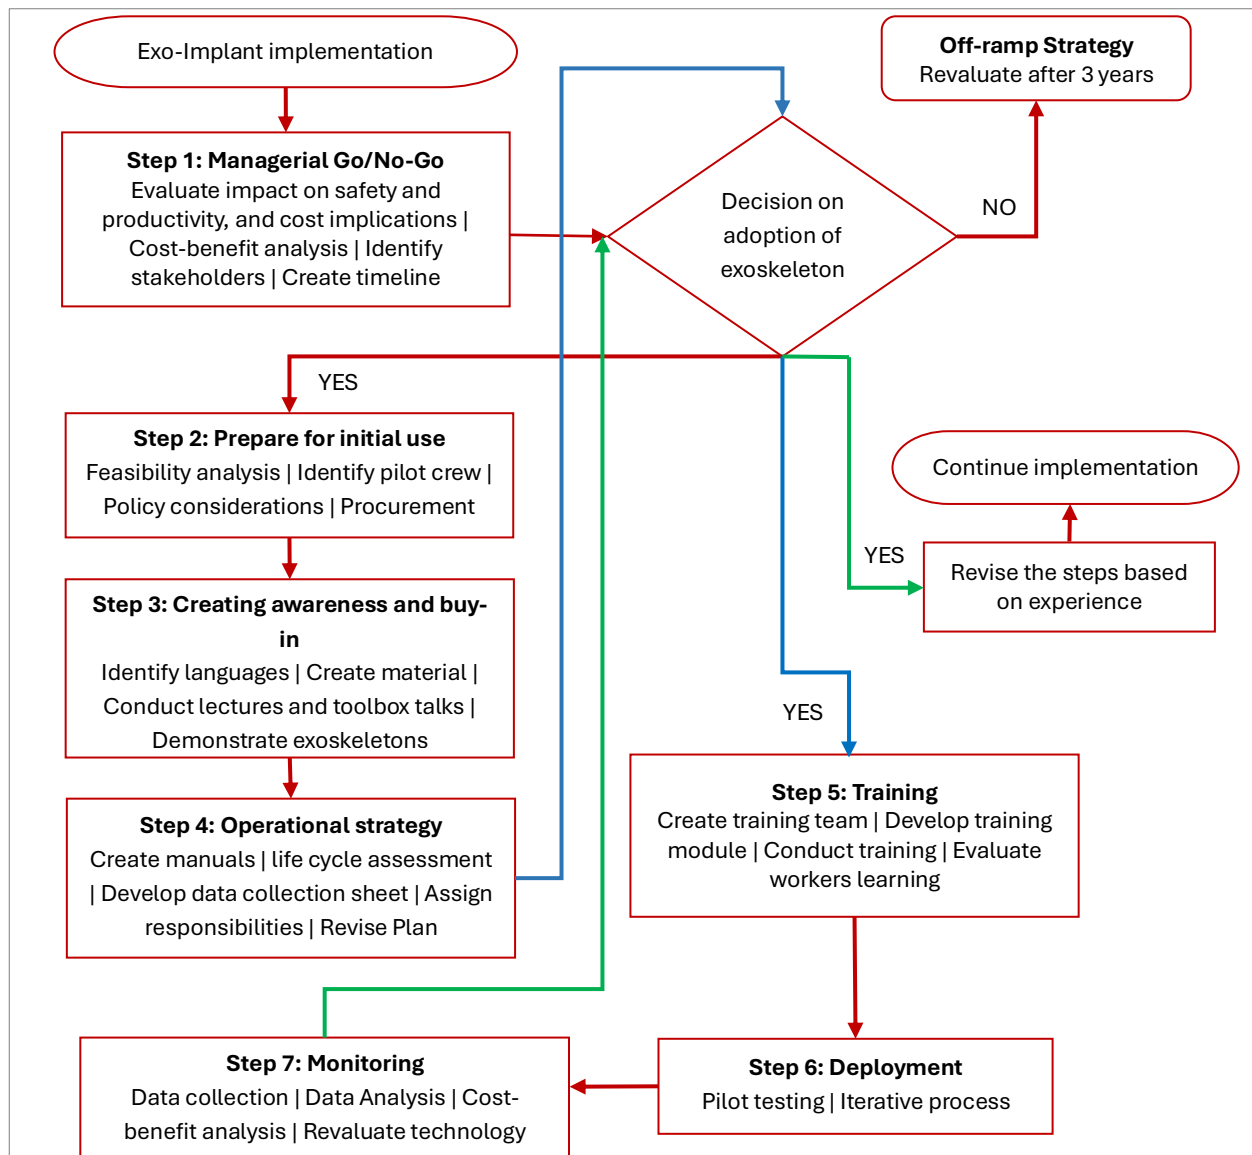 Exo-Implant implementation
Off-ramp Strategy
Revaluate after 3 years
Step 1: Managerial Go/No-Go
Evaluate impact on safety and
productivity, and cost implications |
Cost-benefit analysis | Identify
stakeholders | Create timeline
Decision on
adoption of
exoskeleton
NO
YES
Step 2: Prepare for initial use
Feasibility analysis | Identify pilot crew |
Policy considerations | Procurement
Continue implementation
YES
Revise the steps based
on experience
Step 3: Creating awareness and buy-
in
Identify languages | Create material |
Conduct lectures and toolbox talks |
Demonstrate exoskeletons
YES
Step 4: Operational strategy
Create manuals | life cycle assessment
| Develop data collection sheet | Assign
responsibilities | Revise Plan
Step 5: Training
Create training team | Develop training
module | Conduct training | Evaluate
workers learning
Step 6: Deployment
Pilot testing | Iterative process
Step 7: Monitoring
Data collection | Data Analysis | Cost-
benefit analysis | Revaluate technology